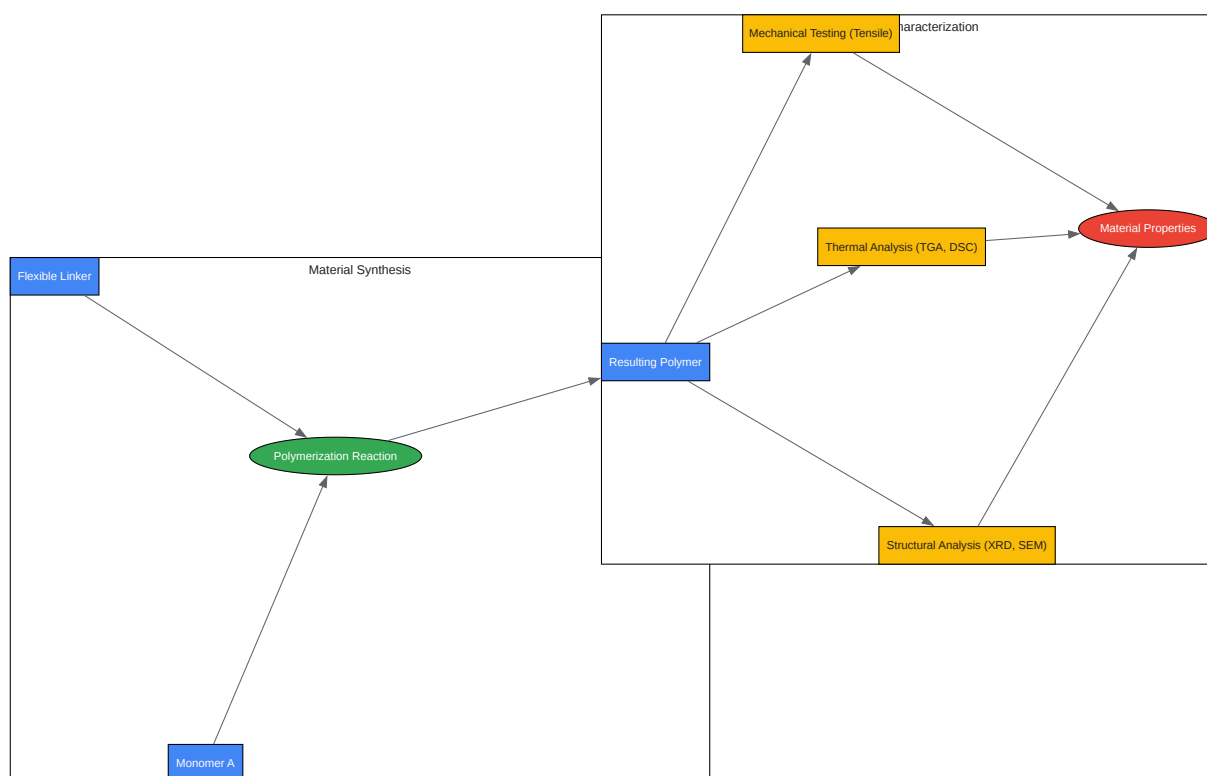 Mechanical Testing (Tensile)
haracterization
Material Properties
Thermal Analysis (TGA, DSC)
Flexible Linker
Material Synthesis
Resulting Polymer
Polymerization Reaction
Structural Analysis (XRD, SEM)
Monomer A